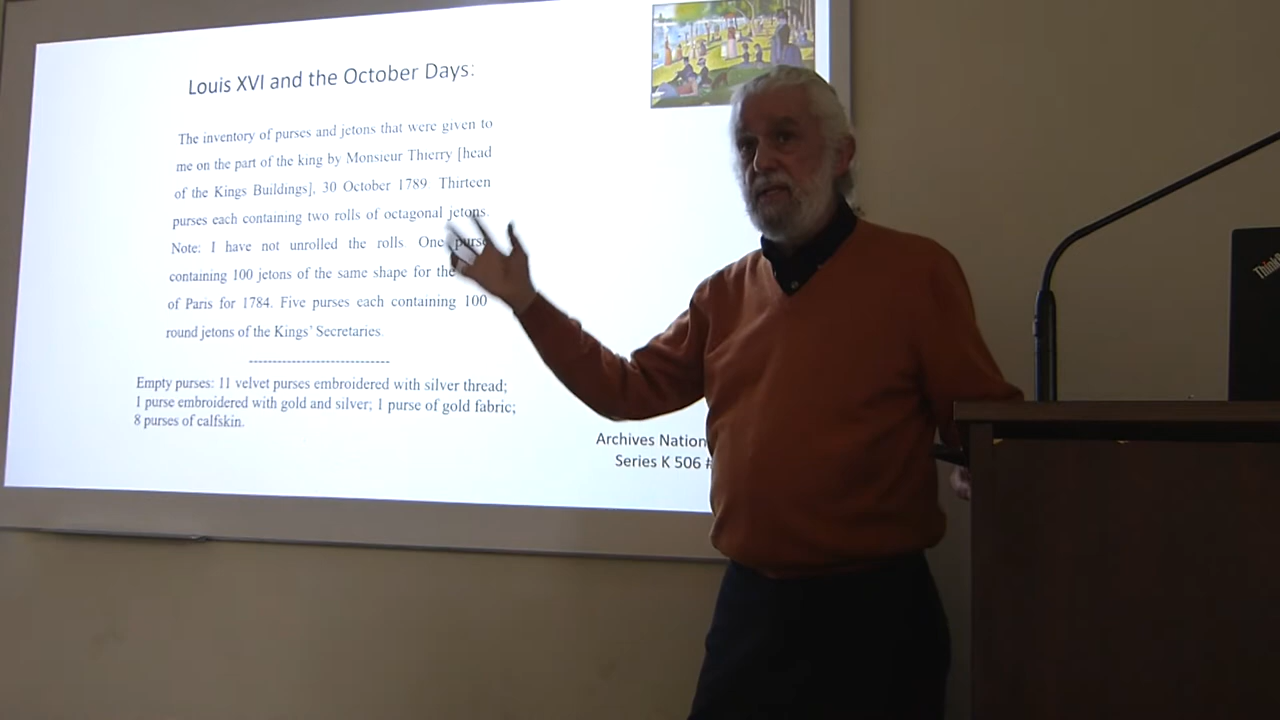 Louis XVI and the October Days:
The inventory of purses and jetons that were given to
me on the part of the king by Monsieur Thierry [head
of the Kings Buildings], 30 October 1789 Thirteen
purses each containing two rolls of octagonal jetons.
Note: I have not unrolled the rolls One purse
containing 100 jetons of the same shape for the
of Paris for 1784. Five purses each containing 100
round jetons of the Kings' Secretaries
Empty purses: 11 velvet purses embroidered with silver thread;
1 purse embroidered with gold and silver; 1 purse of gold fabric;
8 purses of calfskin.
Archives Nation
Series K 506 #
Think